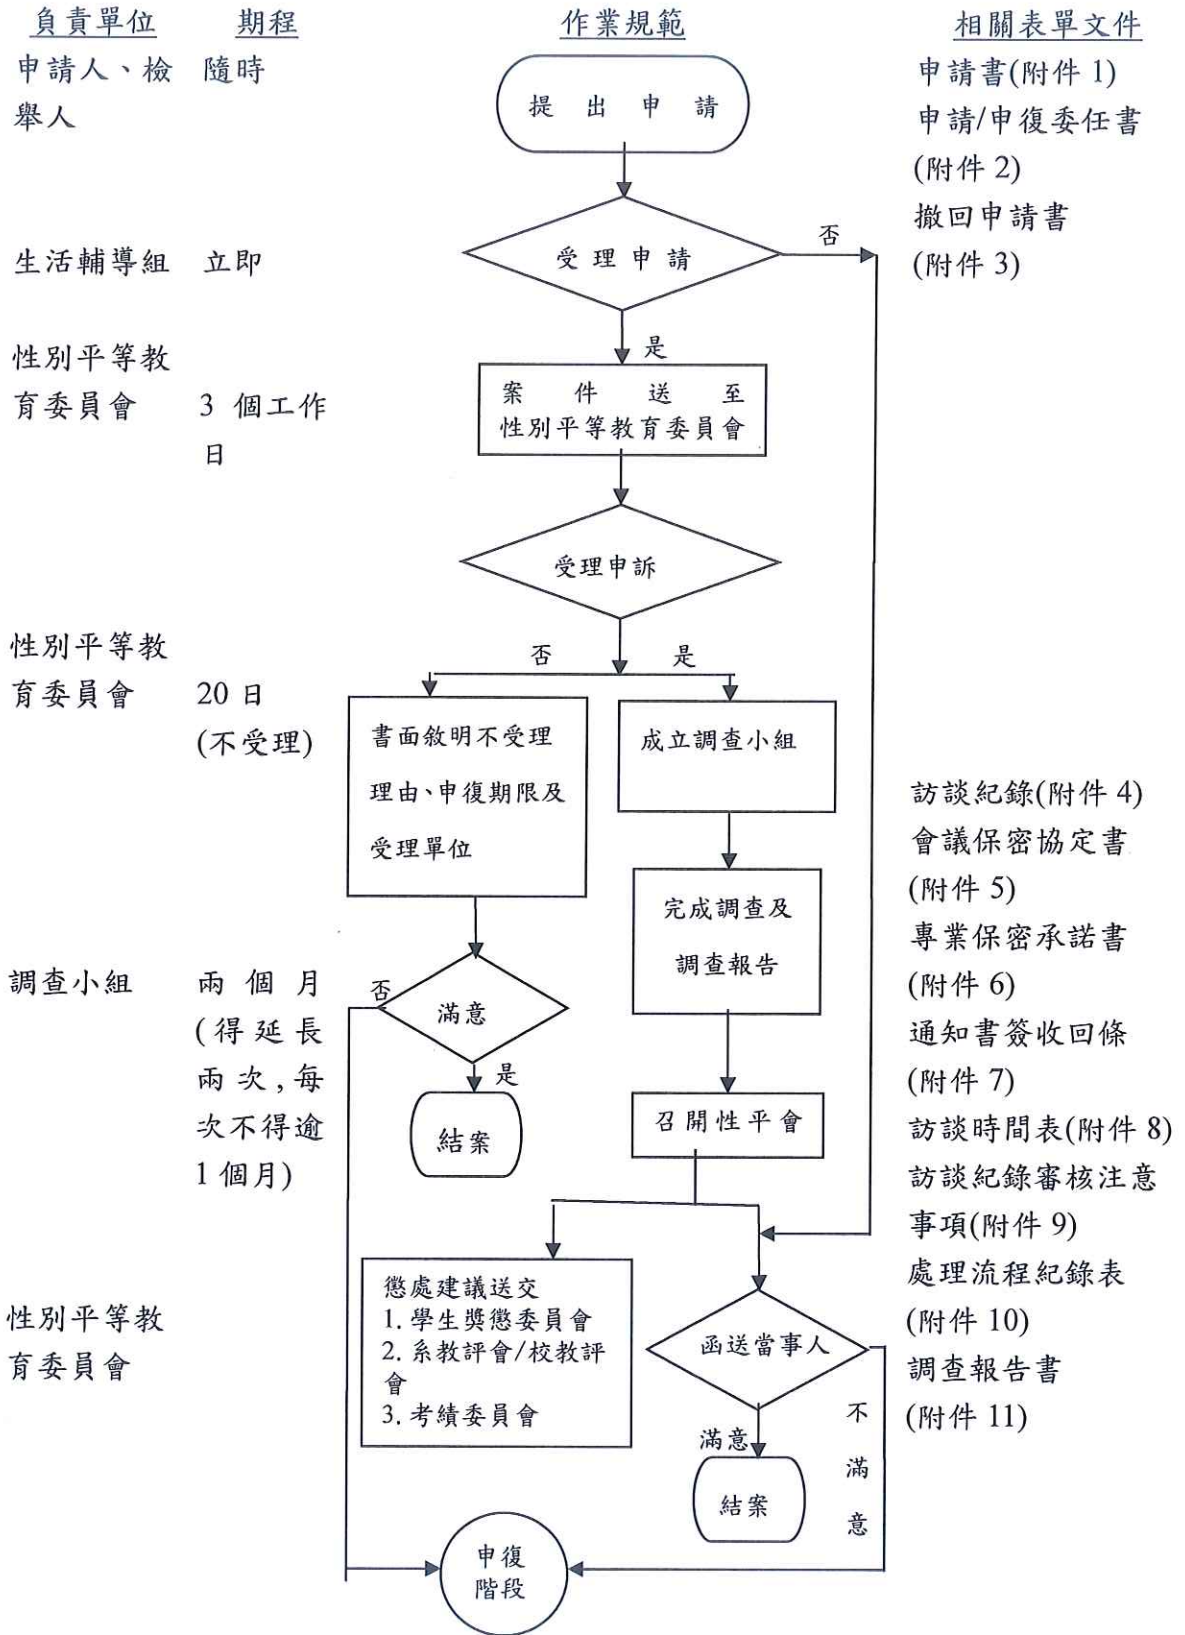 負責單位 期程 作業規範 相關表單文件
申請人、檢 隨時
舉人
提出申請
申請書(附件 1)
申請/申復委任書
(附件 2)
撤回申請書
(附件 3)
生活輔導組 立即
受理申請
否
是
性別平等教
育委員會 3 個工作
日
案件送至
性別平等教育委員會
受理申訴
否 是
性別平等教
育委員會 20 日
(不受理)
書面敘明不受理
理由、申復期限及
受理單位
成立調查小組
完成調查及
調查報告
訪談紀錄(附件 4)
會議保密協定書
(附件 5)
專業保密承諾書
(附件 6)
通知書簽收回條
(附件 7)
訪談時間表(附件 8)
訪談紀錄審核注意
事項(附件 9)
處理流程紀錄表
(附件 10)
調查報告書
(附件 11)
調查小組 兩個月
(得延長
兩次,每
次不得逾
1 個月)
否
滿意
是
結案
召開性平會
性別平等教
育委員會
懲處建議送交
1. 學生獎懲委員會
2. 系教評會/校教評
會
3. 考績委員會
函送當事人
滿意
不
滿
意
結案
申復
階段